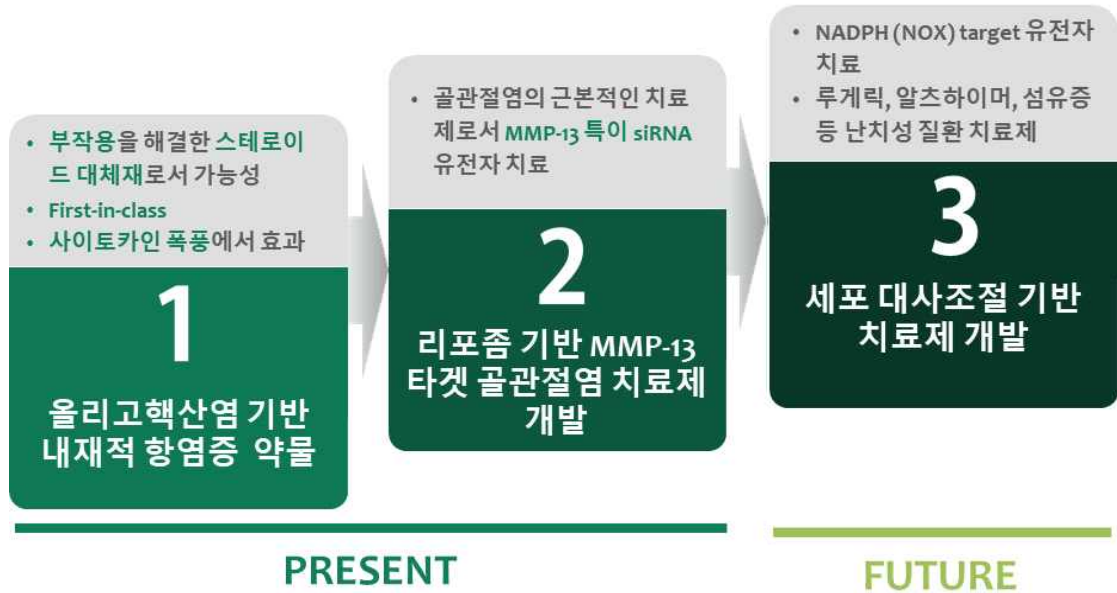 • 부작용을 해결한 스테로이
드 대체재로서 가능성
• First-in-class
• 사이토카인 폭풍에서 효과
1
올리고핵산염 기반
내재적 항염증 약물
• 골관절염의 근본적인 치료
제로서 MMP-13 특이 siRNA
유전자 치료
2
리포좀 기반 MMP-13
타겟 골관절염 치료제
개발
• NADPH (NOX) target 유전자
치료
• 루게릭, 알츠하이머, 섬유증
등 난치성 질환 치료제
3
세포 대사조절 기반
치료제 개발
PRESENT
FUTURE